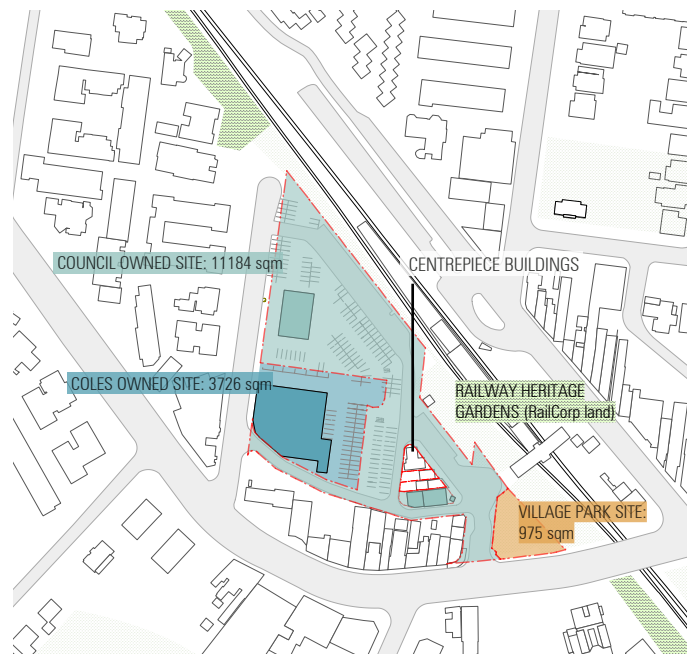 COUNCIL OWNED SITE: 11184 sqm
CENTREPIECE BUILDINGS
COLES OWNED SITE: 3726 sqm
RAILWAY HERITAGE
GARDENS (RailCorp land)
VILLAGE PARK SITE:
975 sqm